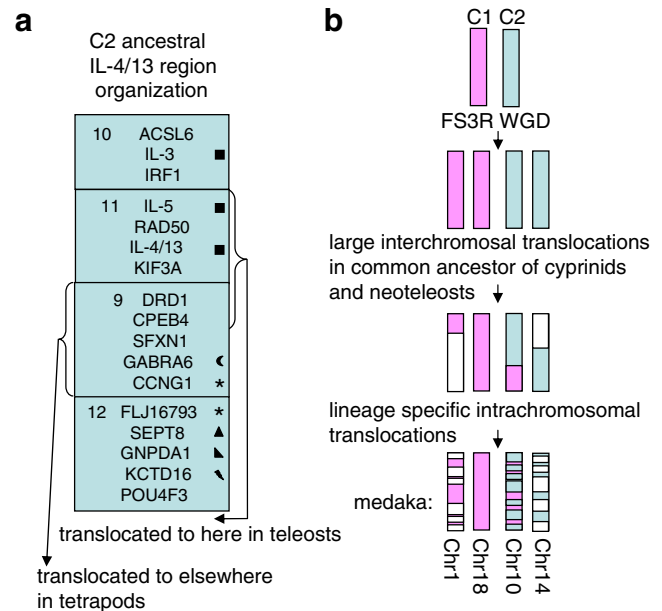 a
C2 ancestral
IL-4/13 region
organization
10 ACSL6
IL-3
IRF1
11 IL-5
RAD50
IL-4/13
KIF3A
9 DRD1
CPEB4
SFXN1
GABRA6
CCNG1 *
12 FLJ16793 *
SEPT8
GNPDA1
KCTD16
POU4F3
translocated to here in teleosts
translocated to elsewhere
in tetrapods
b
C1 C2
FS3R WGD
large interchromosal translocations
in common ancestor of cyprinids
and neoteleosts
lineage specific intrachromosomal
translocations
medaka:
Chr1
Chr18
Chr10
Chr14